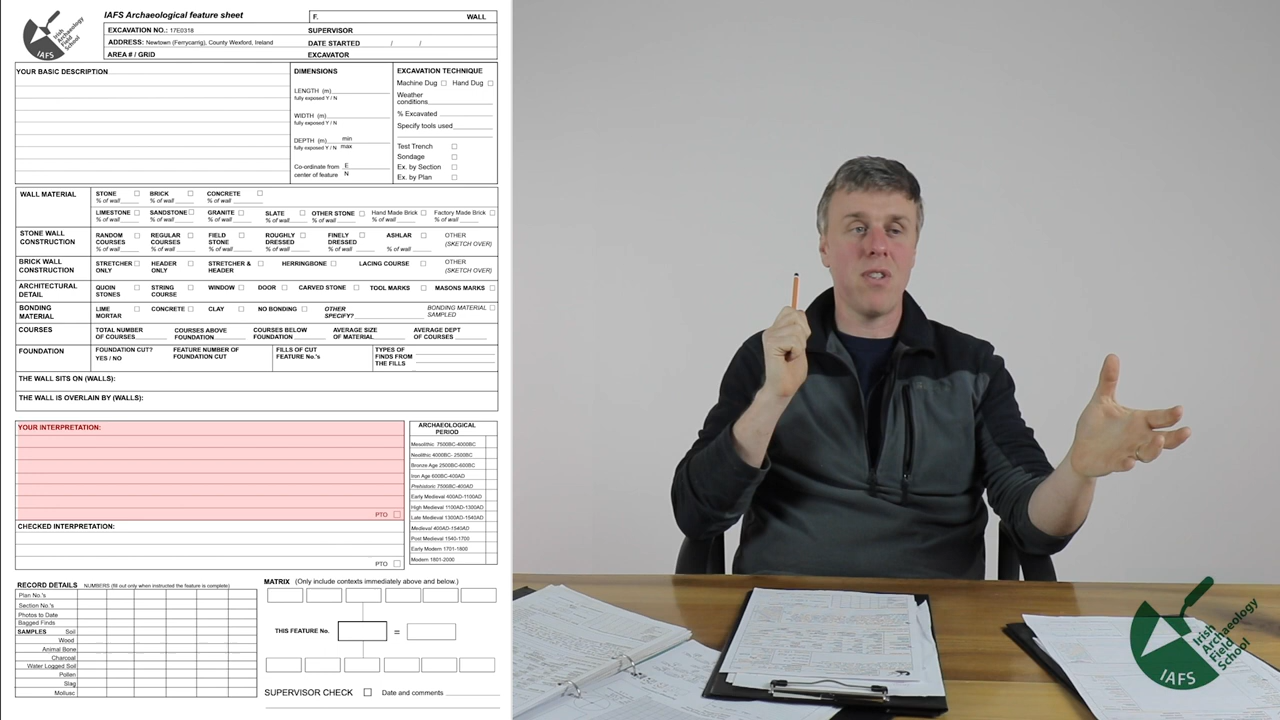 IAFS Archaeological feature sheet
F. WALL
EXCAVATION NO.: 17E0318 SUPERVISOR
ADDRESS: Newtown (Ferrycarrig), County Wexford, Ireland DATE STARTED / /
AREA # / GRID EXCAVATOR
Irish Archaeology Field School
IAFS
YOUR BASIC DESCRIPTION
DIMENSIONS
LENGTH (m)
fully exposed Y / N
WIDTH (m)
fully exposed Y / N
DEPTH (m) min
fully exposed Y / N max
Co-ordinate from E
center of feature N
EXCAVATION TECHNIQUE
Machine Dug Hand Dug
Weather
conditions
% Excavated
Specify tools used
Test Trench
Sondage
Ex. by Section
Ex. by Plan
WALL MATERIAL STONE BRICK CONCRETE
% of wall % of wall % of wall
LIMESTONE SANDSTONE GRANITE SLATE OTHER STONE Hand Made Brick Factory Made Brick
% of wall % of wall % of wall % of wall % of wall % of wall % of wall
STONE WALL CONSTRUCTION
RANDOM COURSES REGULAR COURSES FIELD STONE ROUGHLY DRESSED FINELY DRESSED ASHLAR OTHER (SKETCH OVER)
% of wall % of wall % of wall % of wall % of wall % of wall
BRICK WALL CONSTRUCTION
STRETCHER ONLY HEADER ONLY STRETCHER & HEADER HERRINGBONE LACING COURSE OTHER (SKETCH OVER)
ARCHITECTURAL DETAIL
QUOIN STONES STRING COURSE WINDOW DOOR CARVED STONE TOOL MARKS MASONS MARKS
BONDING MATERIAL
LIME MORTAR CONCRETE CLAY NO BONDING OTHER SPECIFY? BONDING MATERIAL SAMPLED
COURSES
TOTAL NUMBER OF COURSES COURSES ABOVE FOUNDATION COURSES BELOW FOUNDATION AVERAGE SIZE OF MATERIAL AVERAGE DEPT OF COURSES
FOUNDATION
FOUNDATION CUT? YES / NO FEATURE NUMBER OF FOUNDATION CUT FILLS OF CUT FEATURE No.'s TYPES OF FINDS FROM THE FILLS
THE WALL SITS ON (WALLS):
THE WALL IS OVERLAIN BY (WALLS):
YOUR INTERPRETATION:
PTO
CHECKED INTERPRETATION:
PTO
ARCHAEOLOGICAL
PERIOD
Mesolithic 7500BC-4000BC
Neolithic 4000BC- 2500BC
Bronze Age 2500BC-600BC
Iron Age 600BC-400AD
Prehistoric 7500BC-400AD
Early Medieval 400AD-1100AD
High Medieval 1100AD-1300AD
Late Medieval 1300AD-1540AD
Medieval 400AD-1540AD
Post Medieval 1540-1700
Early Modern 1701-1800
Modern 1801-2000
RECORD DETAILS NUMBERS (fill out only when instructed the feature is complete)
Plan No.'s
Section No.'s
Photos to Date
Bagged Finds
SAMPLES Soil
Wood
Animal Bone
Charcoal
Water Logged Soil
Pollen
Slag
Mollusc
MATRIX (Only include contexts immediately above and below.)
THIS FEATURE No. =
SUPERVISOR CHECK Date and comments
Irish
Archaeology
Field
School
IAFS